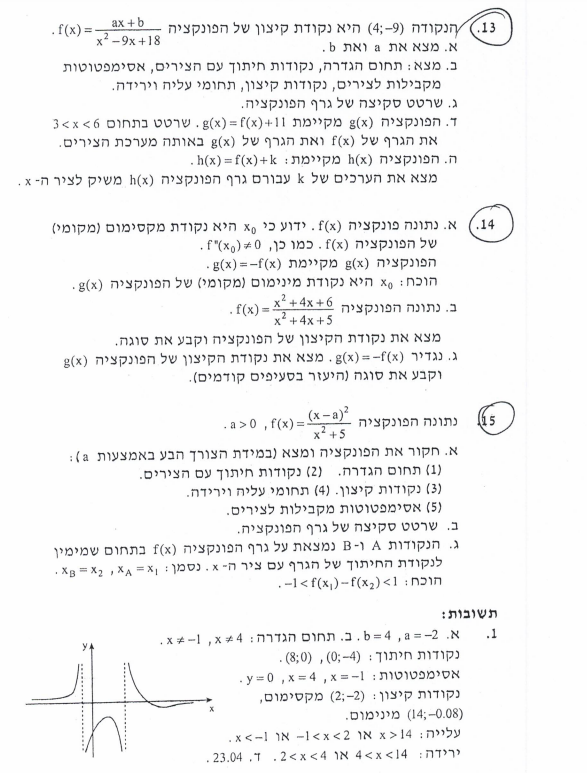 13. הנקודה (4;-9) היא נקודת קיצון של הפונקציה f(x) = (ax + b)/(x² - 9x + 18) .
א. מצא את a ואת b .
ב. מצא: תחום הגדרה, נקודות חיתוך עם הצירים, אסימפטוטות
מקבילות לצירים, נקודות קיצון, תחומי עליה וירידה.
ג. שרטט סקיצה של גרף הפונקציה.
ד. הפונקציה g(x) מקיימת g(x) = f(x) + 11 . שרטט בתחום 3 < x < 6
את הגרף של f(x) ואת הגרף של g(x) באותה מערכת הצירים.
ה. הפונקציה h(x) מקיימת: h(x) = f(x) + k .
מצא את הערכים של k עבורם גרף הפונקציה h(x) משיק לציר ה- x .
14. א. נתונה פונקציה f(x) . ידוע כי x₀ היא נקודת מקסימום (מקומי)
של הפונקציה f(x) . כמו כן, f''(x₀) ≠ 0 .
הפונקציה g(x) מקיימת g(x) = -f(x) .
הוכח: x₀ היא נקודת מינימום (מקומי) של הפונקציה g(x) .
ב. נתונה הפונקציה f(x) = (x² + 4x + 6)/(x² + 4x + 5) .
מצא את נקודת הקיצון של הפונקציה וקבע את סוגה.
ג. נגדיר g(x) = -f(x) . מצא את נקודת הקיצון של הפונקציה g(x)
וקבע את סוגה (היעזר בסעיפים קודמים).
15. נתונה הפונקציה f(x) = (x - a)²/(x² + 5) , a > 0 .
א. חקור את הפונקציה ומצא (במידת הצורך הבע באמצעות a) :
(1) תחום הגדרה. (2) נקודות חיתוך עם הצירים.
(3) נקודות קיצון. (4) תחומי עליה וירידה.
(5) אסימפטוטות מקבילות לצירים.
ב. שרטט סקיצה של גרף הפונקציה.
ג. הנקודות A ו-B נמצאת על גרף הפונקציה f(x) בתחום שמימין
לנקודת החיתוך של הגרף עם ציר ה- x . נסמן: x_A = x₁ , x_B = x₂ .
הוכח: -1 < f(x₁) - f(x₂) < 1 .
תשובות:
1. א. b = 4 , a = -2 . ב. תחום הגדרה: x ≠ -1 , x ≠ 4 .
נקודות חיתוך: (0;-4) , (8;0) .
אסימפטוטות: y = 0 , x = 4 , x = -1 .
נקודות קיצון: (2;-2) מקסימום,
(14;-0.08) מינימום.
עלייה: x > 14 או -1 < x < 2 או x < -1 .
ירידה: 4 < x < 14 או 2 < x < 4 . ד. 23.04 .
y
x